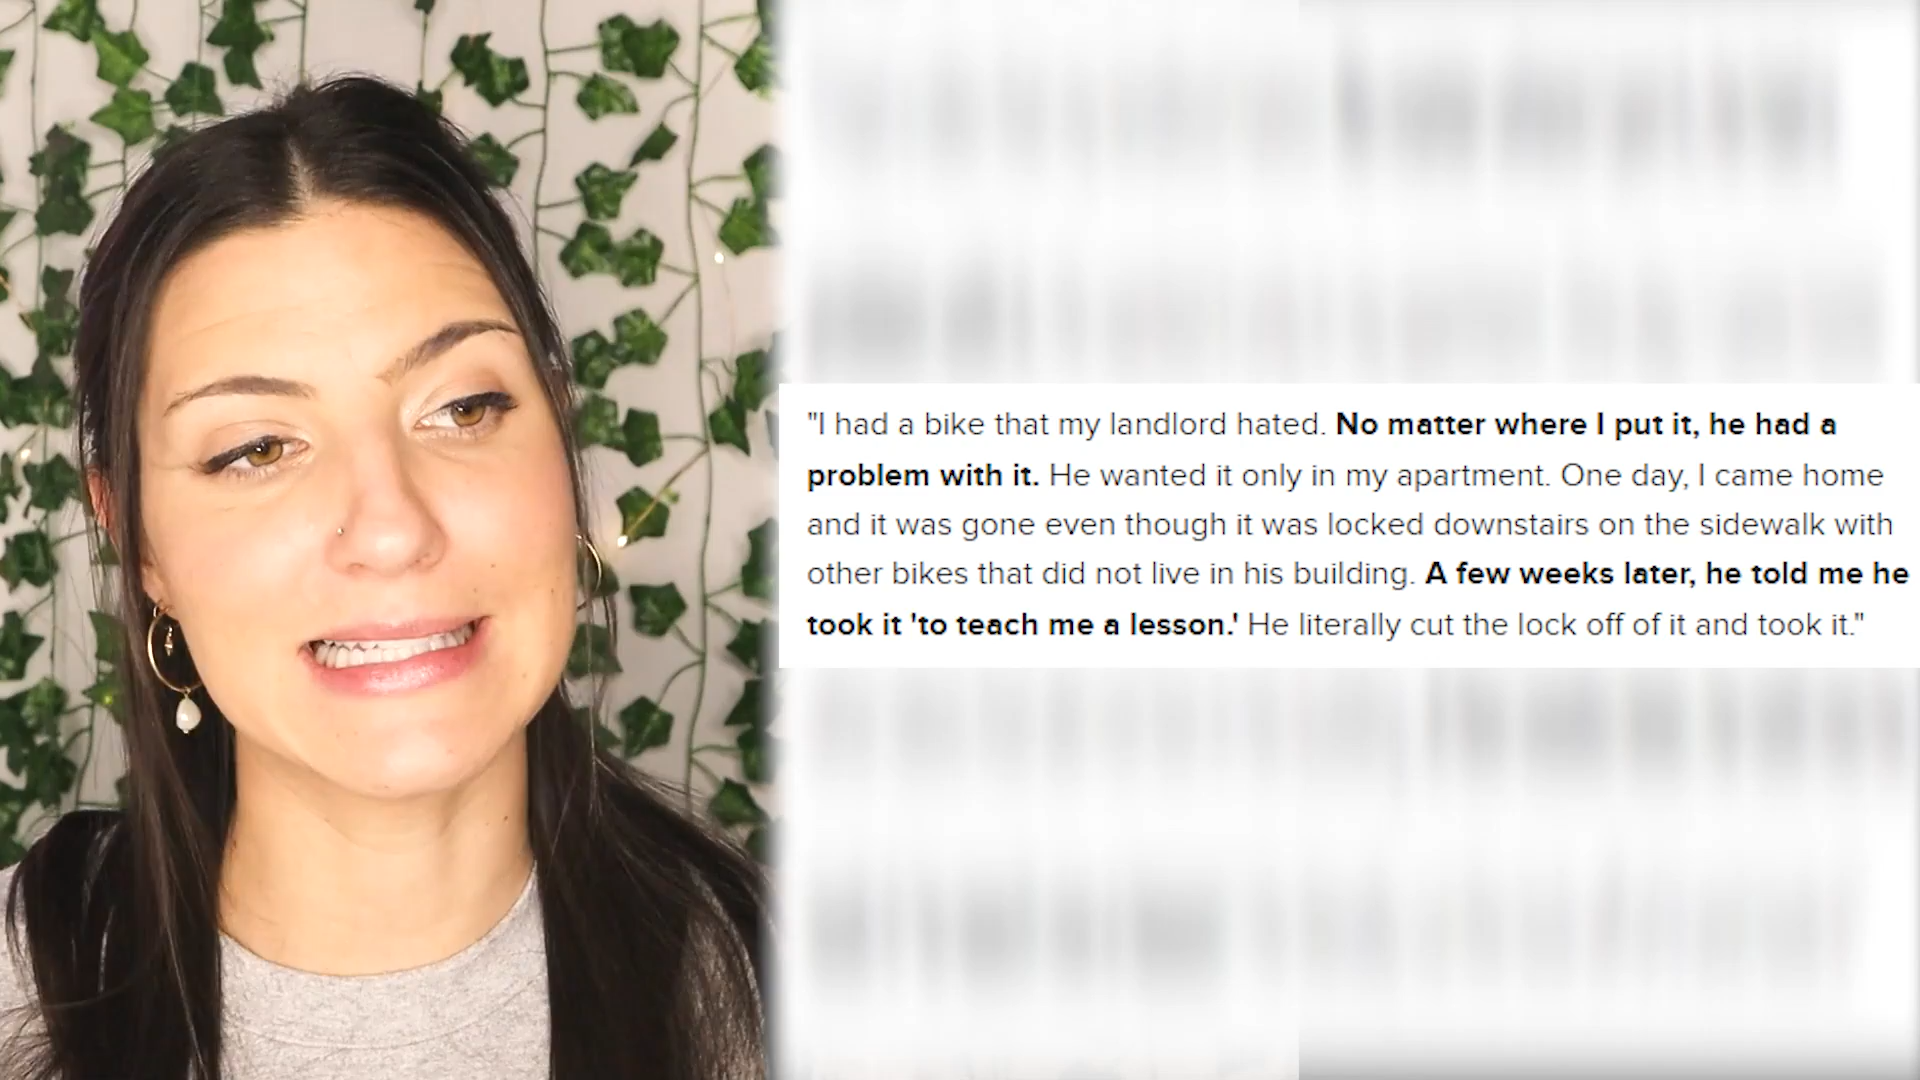 "I had a bike that my landlord hated. No matter where I put it, he had a
problem with it. He wanted it only in my apartment. One day, I came home
and it was gone even though it was locked downstairs on the sidewalk with
other bikes that did not live in his building. A few weeks later, he told me he
took it 'to teach me a lesson.' He literally cut the lock off of it and took it."